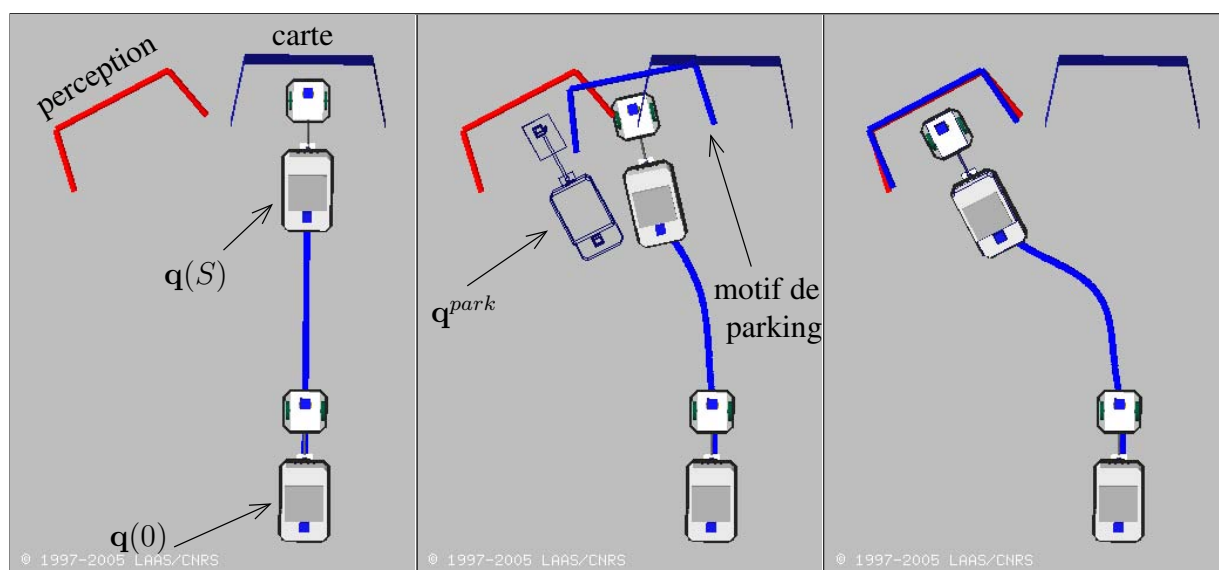 perception
carte
q(S)
q(0)
© 1997-2005 LAAS/CNRS
q^park
motif de
parking
© 1997-2005 LAAS/CNRS
© 1997-2005 LAAS/CNRS